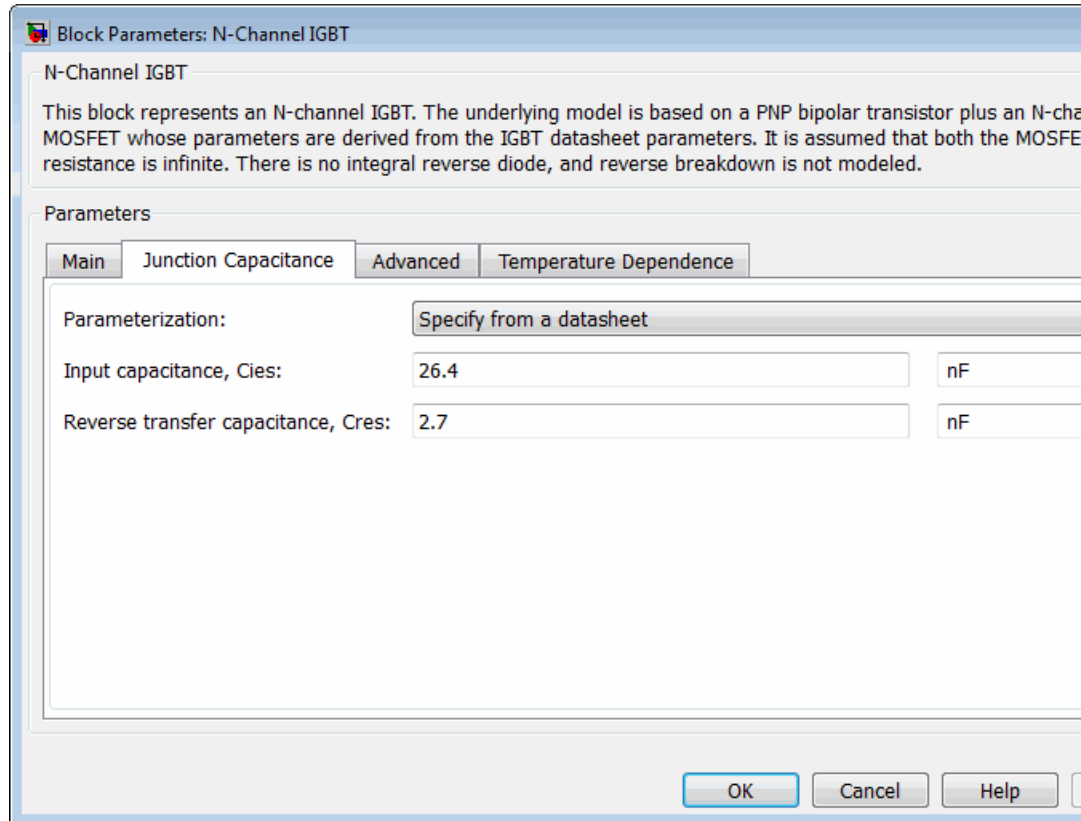 Block Parameters: N-Channel IGBT
N-Channel IGBT
This block represents an N-channel IGBT. The underlying model is based on a PNP bipolar transistor plus an N-cha
MOSFET whose parameters are derived from the IGBT datasheet parameters. It is assumed that both the MOSFE
resistance is infinite. There is no integral reverse diode, and reverse breakdown is not modeled.
Parameters
Main Junction Capacitance Advanced Temperature Dependence
Parameterization: Specify from a datasheet
Input capacitance, Cies: 26.4 nF
Reverse transfer capacitance, Cres: 2.7 nF
OK Cancel Help